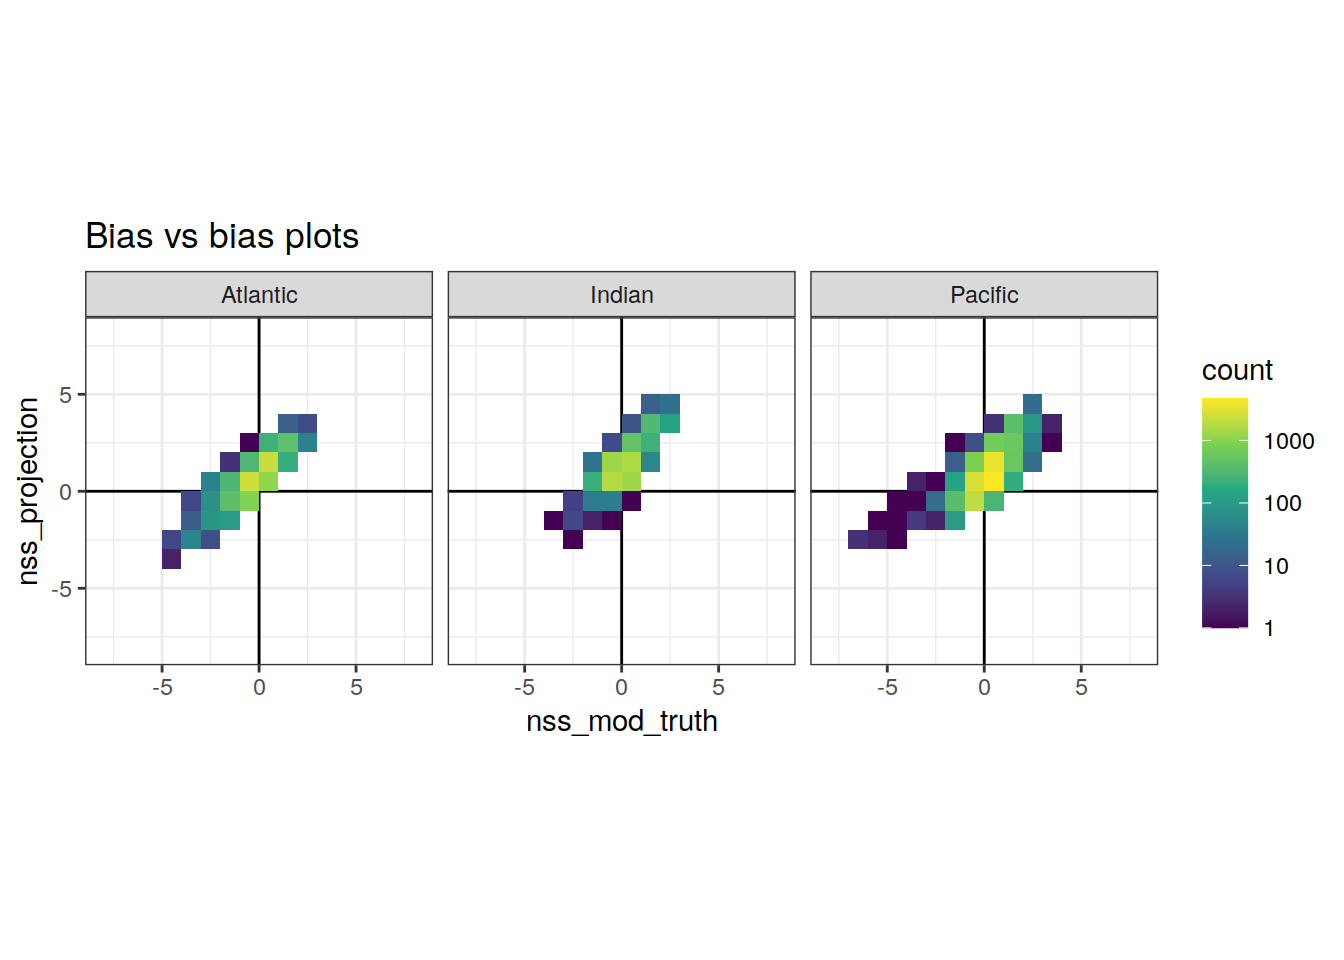 Bias vs bias plots
Atlantic
Indian
Pacific
nss_projection
5
0
-5
-5
0
5
-5
0
5
-5
0
5
nss_mod_truth
count
1000
100
10
1